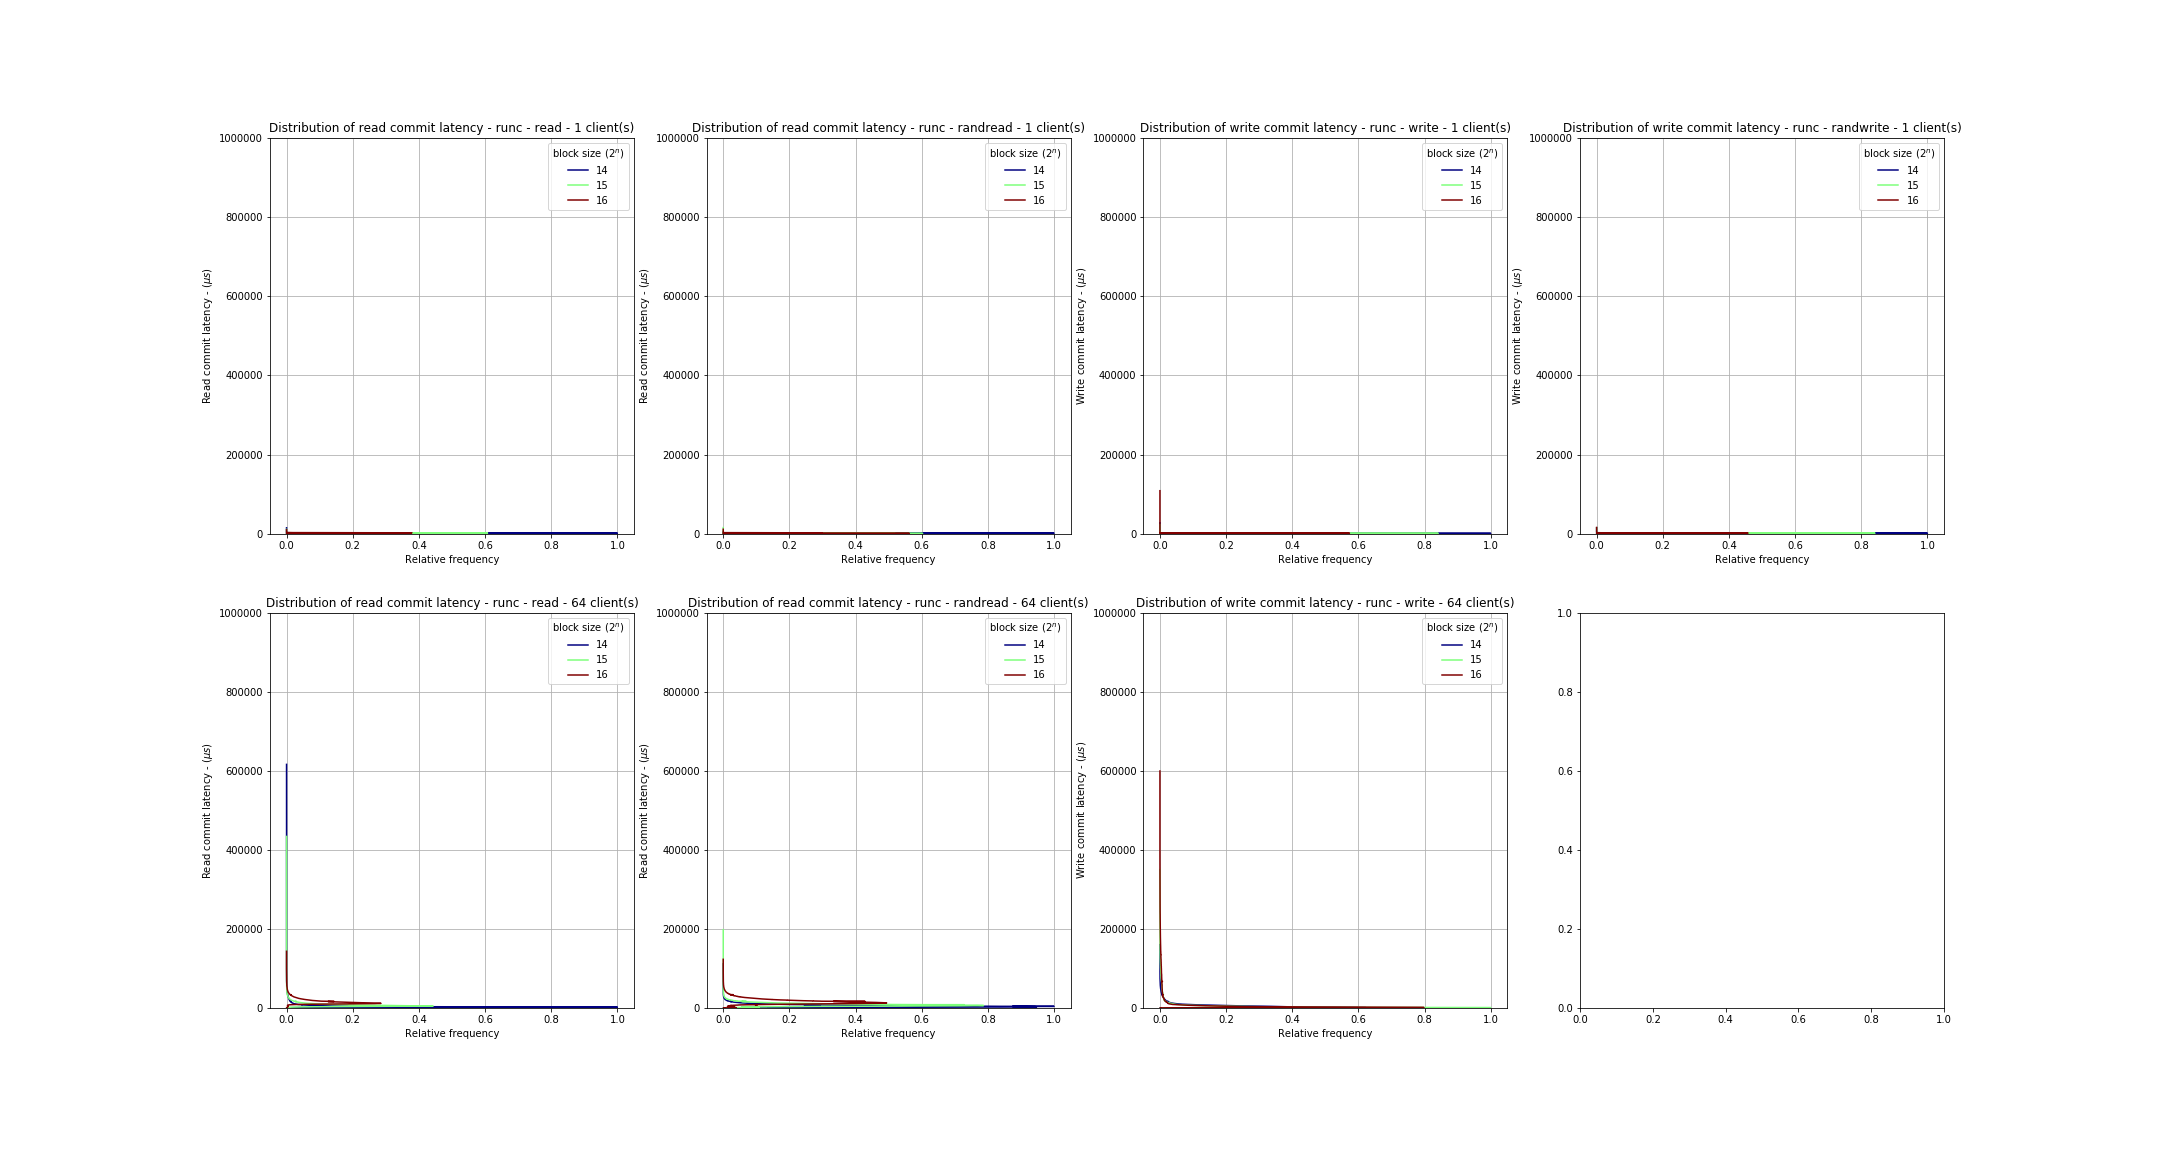 Distribution of read commit latency - runc - read - 1 client(s)
1000000
800000
600000
400000
200000
0
Read commit latency - (μs)
block size (2ⁿ)
14
15
16
0.0 0.2 0.4 0.6 0.8 1.0
Relative frequency
Distribution of read commit latency - runc - randread - 1 client(s)
1000000
800000
600000
400000
200000
0
Read commit latency - (μs)
block size (2ⁿ)
14
15
16
0.0 0.2 0.4 0.6 0.8 1.0
Relative frequency
Distribution of write commit latency - runc - write - 1 client(s)
1000000
800000
600000
400000
200000
0
Write commit latency - (μs)
block size (2ⁿ)
14
15
16
0.0 0.2 0.4 0.6 0.8 1.0
Relative frequency
Distribution of write commit latency - runc - randwrite - 1 client(s)
1000000
800000
600000
400000
200000
0
Write commit latency - (μs)
block size (2ⁿ)
14
15
16
0.0 0.2 0.4 0.6 0.8 1.0
Relative frequency
Distribution of read commit latency - runc - read - 64 client(s)
1000000
800000
600000
400000
200000
0
Read commit latency - (μs)
block size (2ⁿ)
14
15
16
0.0 0.2 0.4 0.6 0.8 1.0
Relative frequency
Distribution of read commit latency - runc - randread - 64 client(s)
1000000
800000
600000
400000
200000
0
Read commit latency - (μs)
block size (2ⁿ)
14
15
16
0.0 0.2 0.4 0.6 0.8 1.0
Relative frequency
Distribution of write commit latency - runc - write - 64 client(s)
1000000
800000
600000
400000
200000
0
Write commit latency - (μs)
block size (2ⁿ)
14
15
16
0.0 0.2 0.4 0.6 0.8 1.0
Relative frequency
1.0
0.8
0.6
0.4
0.2
0.0
0.0 0.2 0.4 0.6 0.8 1.0